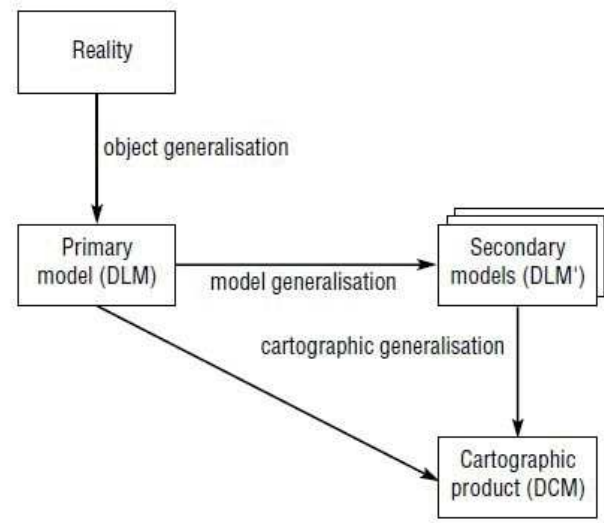 Reality
object generalisation
Primary
model (DLM)
Secondary
models (DLM')
model generalisation
cartographic generalisation
Cartographic
product (DCM)